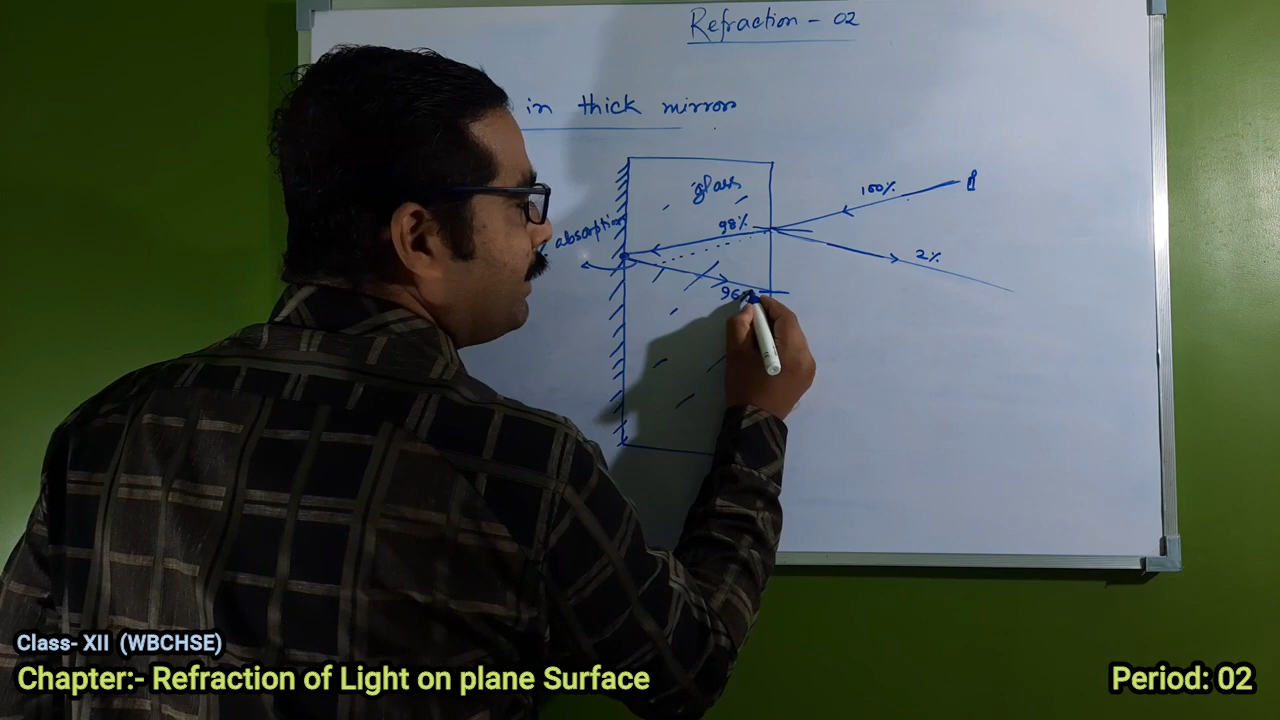 Refraction - 02
in thick mirror
glass
100%
98%
absorption
2%
96
Class- XII (WBCHSE)
Chapter:- Refraction of Light on plane Surface
Period: 02